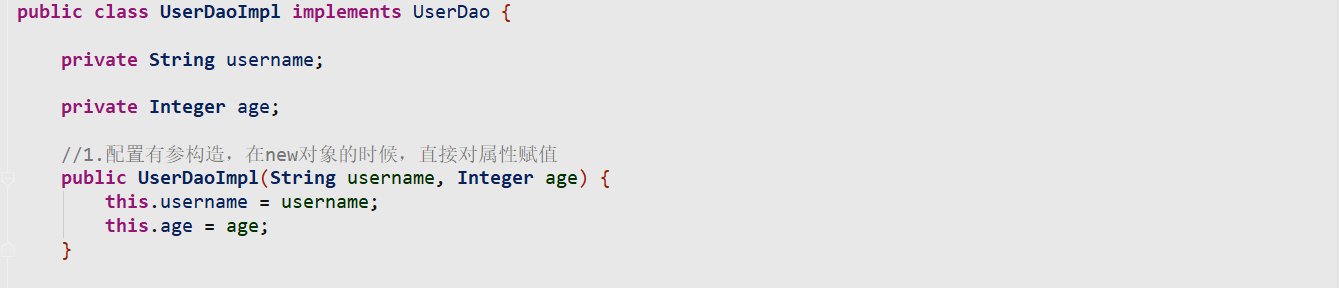 public class UserDaoImpl implements UserDao {
private String username;
private Integer age;
//1.配置有参构造，在new对象的时候，直接对属性赋值
public UserDaoImpl(String username, Integer age) {
this.username = username;
this.age = age;
}